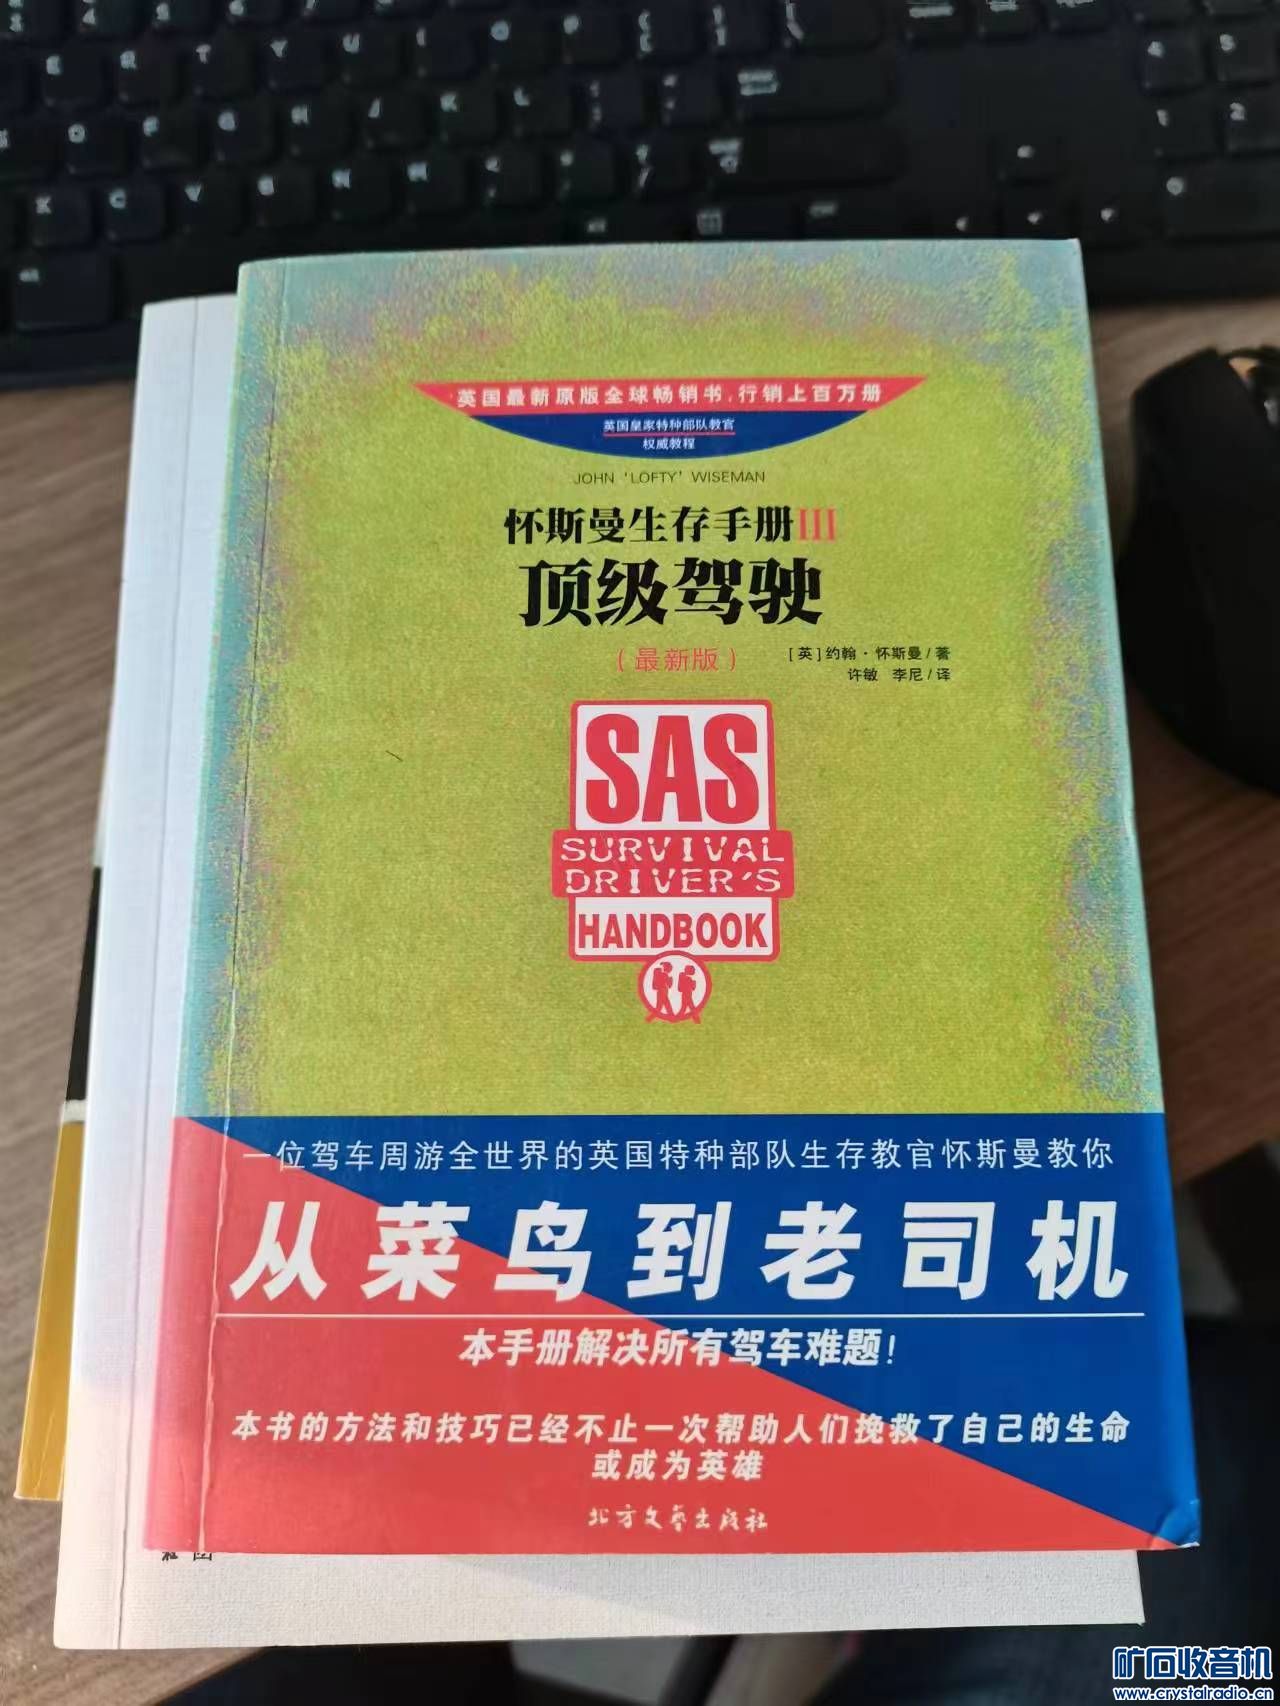 英国最新原版全球畅销书，行销上百万册
英国皇家特种部队教官
权威教程
JOHN 'LOFTY' WISEMAN
怀斯曼生存手册III
顶级驾驶
（最新版）
[英]约翰·怀斯曼/著
许敏 李尼/译
SAS
SURVIVAL
DRIVER'S
HANDBOOK
一位驾车周游全世界的英国特种部队生存教官怀斯曼教你
从菜鸟到老司机
本手册解决所有驾车难题！
本书的方法和技巧已经不止一次帮助人们挽救了自己的生命
或成为英雄
北方文艺出版社
矿石收音机
www.crystalradio.cn